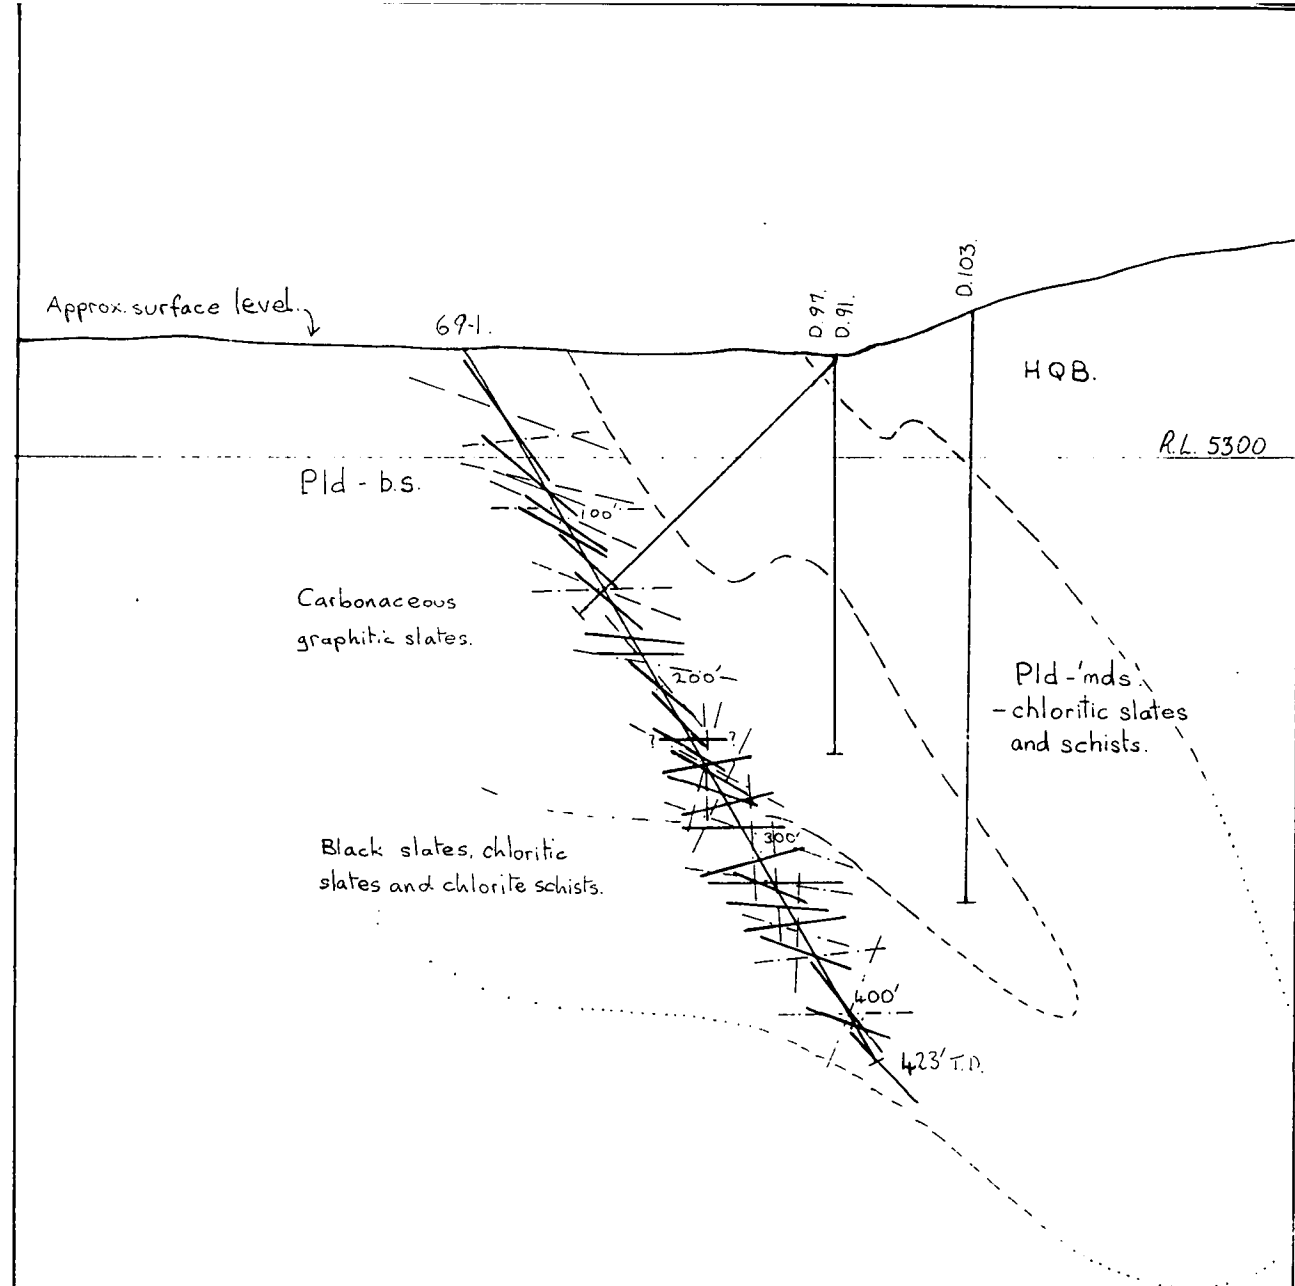 D.103.
D.97.
D.91.
Approx. surface level.
69-1.
HQB.
R.L. 5300
Pld - b.s.
100'
Carbonaceous
graphitic slates.
200'
Pld -'mds.
- chloritic slates
and schists.
? ?
300'
Black slates, chloritic
slates and chlorite schists.
400'
423' T.D.